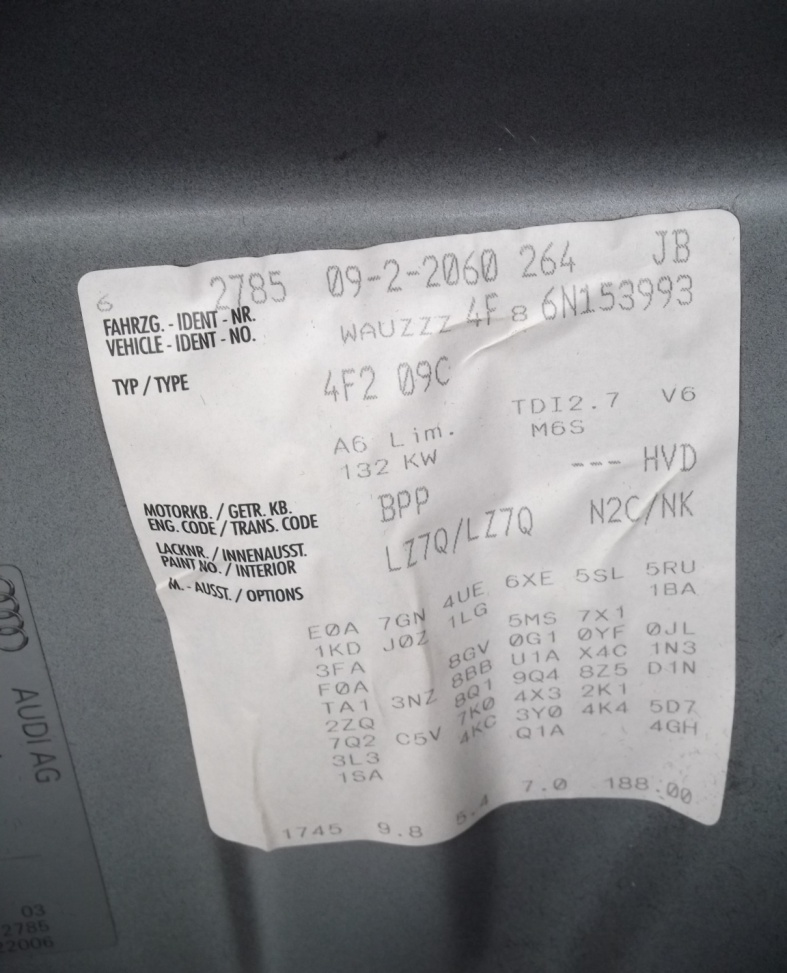 6 2785 09-2-2060 264 JB
FAHRZG. - IDENT - NR.
VEHICLE - IDENT - NO. WAUZZZ 4F 8 6N153993
TYP / TYPE 4F2 09C
A6 Lim. TDI2.7 V6
132 KW M6S
--- HVD
MOTORKB. / GETR. KB.
ENG. CODE / TRANS. CODE BPP N2C/NK
LACKNR. / INNENAUSST.
PAINT NO. / INTERIOR LZ7Q/LZ7Q
M. - AUSST. / OPTIONS
E0A 7GN 4UE 6XE 5SL 5RU
1KD J0Z 1LG 1BA
3FA 5MS 7X1
F0A 8GV 0G1 0YF 0JL
TA1 3NZ 8BB U1A X4C 1N3
2ZQ 8Q1 9Q4 8Z5 D1N
7Q2 C5V 7K0 4X3 2K1
3L3 4KC 3Y0 4K4 5D7
1SA Q1A 4GH
1745 9.8 5.4 7.0 188.00
AUDI AG
03
2785
22006